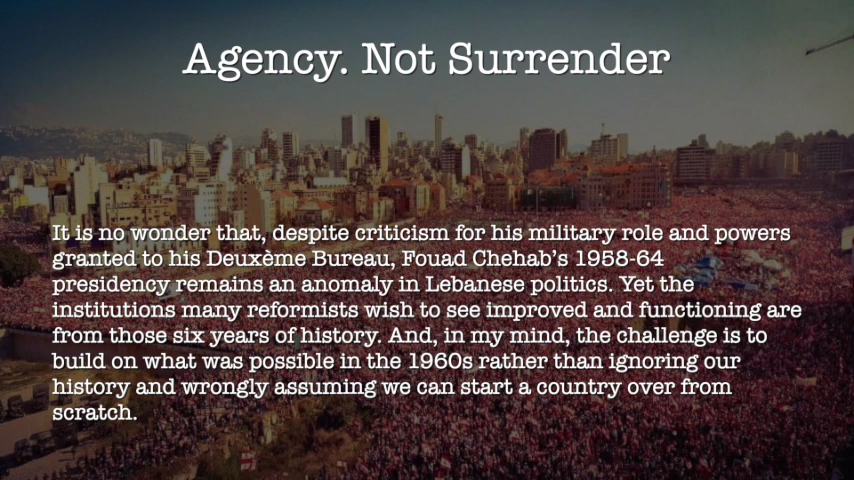 Agency. Not Surrender
It is no wonder that, despite criticism for his military role and powers
granted to his Deuxème Bureau, Fouad Chehab's 1958-64
presidency remains an anomaly in Lebanese politics. Yet the
institutions many reformists wish to see improved and functioning are
from those six years of history. And, in my mind, the challenge is to
build on what was possible in the 1960s rather than ignoring our
history and wrongly assuming we can start a country over from
scratch.